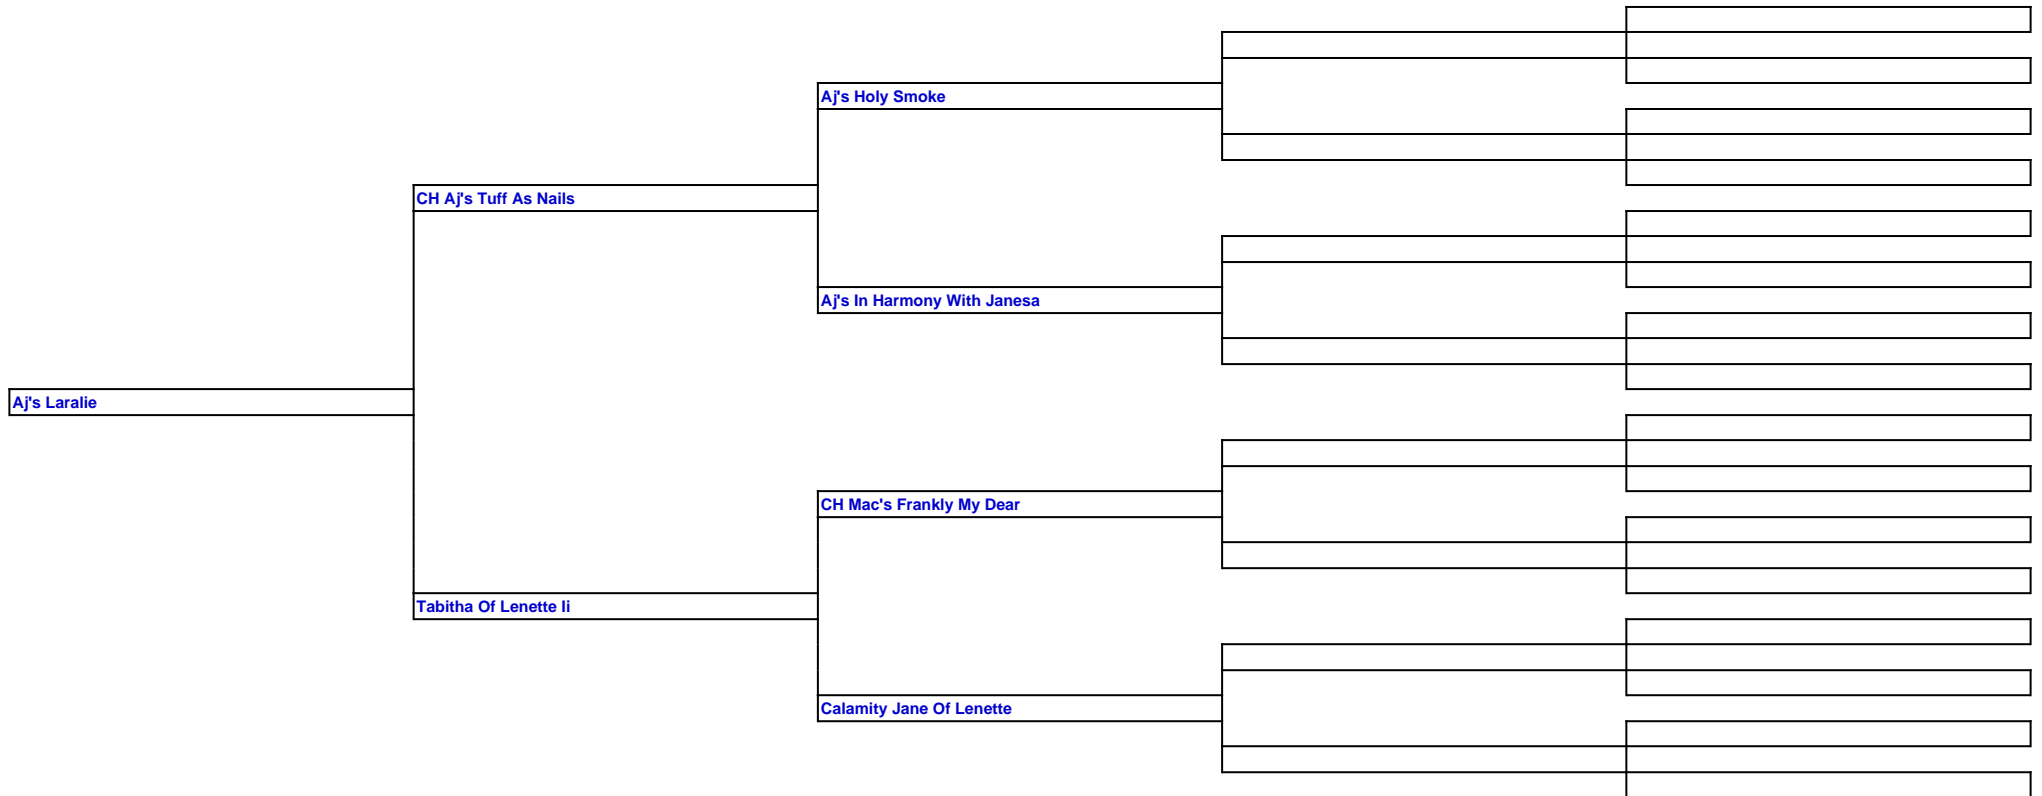 Aj's Holy Smoke
CH Aj's Tuff As Nails
Aj's In Harmony With Janesa
Aj's Laralie
CH Mac's Frankly My Dear
Tabitha Of Lenette Ii
Calamity Jane Of Lenette